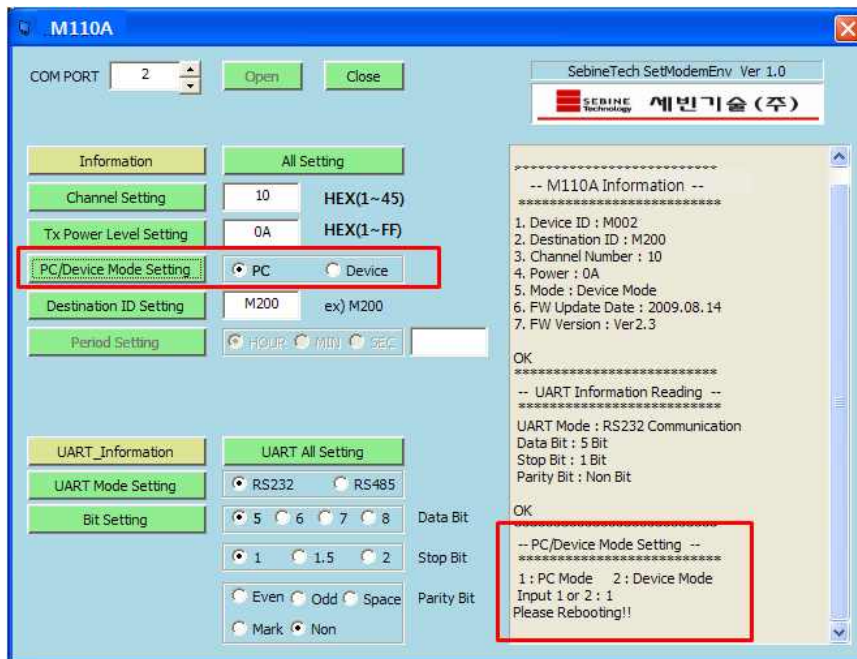 M110A
COM PORT 2 Open Close
SebineTech SetModemEnv Ver 1.0
SEBINE Technology 세빈기술(주)
Information All Setting
Channel Setting 10 HEX(1~45)
Tx Power Level Setting 0A HEX(1~FF)
PC/Device Mode Setting PC Device
Destination ID Setting M200 ex) M200
Period Setting HOUR MIN SEC
UART_Information UART All Setting
UART Mode Setting RS232 RS485
Bit Setting 5 6 7 8 Data Bit
1 1.5 2 Stop Bit
Even Odd Space Parity Bit
Mark Non
**************************
-- M110A Information --
**************************
1. Device ID : M002
2. Destination ID : M200
3. Channel Number : 10
4. Power : 0A
5. Mode : Device Mode
6. FW Update Date : 2009.08.14
7. FW Version : Ver2.3
OK
**************************
-- UART Information Reading --
**************************
UART Mode : RS232 Communication
Data Bit : 5 Bit
Stop Bit : 1 Bit
Parity Bit : Non Bit
OK
**************************
-- PC/Device Mode Setting --
**************************
1 : PC Mode 2 : Device Mode
Input 1 or 2 : 1
Please Rebooting!!